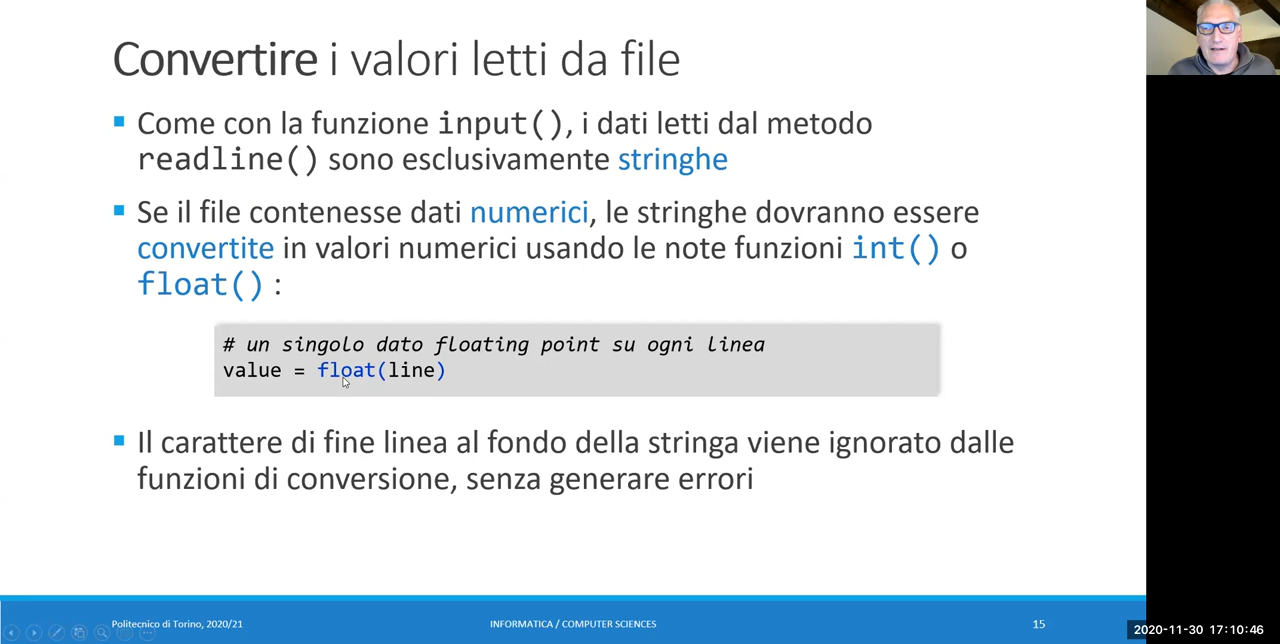 Convertire i valori letti da file
Come con la funzione input(), i dati letti dal metodo
readline() sono esclusivamente stringhe
Se il file contenesse dati numerici, le stringhe dovranno essere
convertite in valori numerici usando le note funzioni int() o
float() :
# un singolo dato floating point su ogni linea
value = float(line)
Il carattere di fine linea al fondo della stringa viene ignorato dalle
funzioni di conversione, senza generare errori
Politecnico di Torino, 2020/21
INFORMATICA / COMPUTER SCIENCES
15
2020-11-30 17:10:46